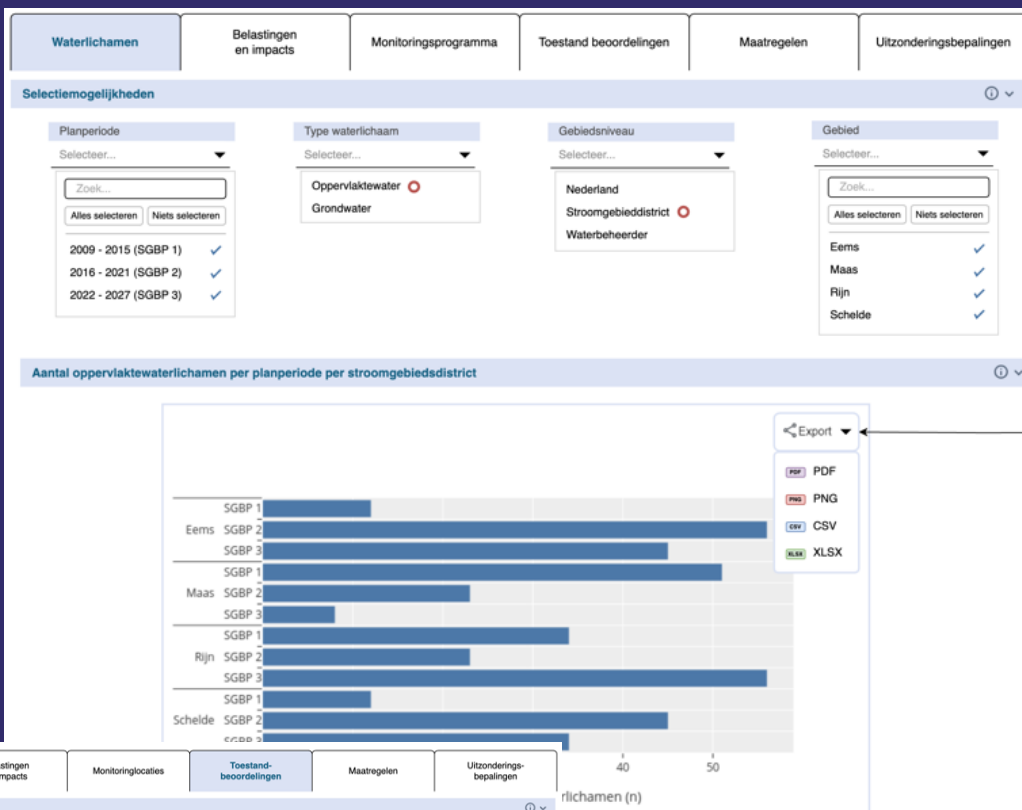 Waterlichamen
Belastingen
en impacts
Monitoringsprogramma
Toestand beoordelingen
Maatregelen
Uitzonderingsbepalingen
Selectiemogelijkheden
Planperiode
Selecteer...
Zoek...
Alles selecteren
Niets selecteren
2009 - 2015 (SGBP 1)
2016 - 2021 (SGBP 2)
2022 - 2027 (SGBP 3)
Type waterlichaam
Selecteer...
Oppervlaktewater
Grondwater
Gebiedsniveau
Selecteer...
Nederland
Stroomgebieddistrict
Waterbeheerder
Gebied
Selecteer...
Zoek...
Alles selecteren
Niets selecteren
Eems
Maas
Rijn
Schelde
Aantal oppervlaktewaterlichamen per planperiode per stroomgebiedsdistrict
Export
PDF PDF
PNG PNG
CSV CSV
XLSX XLSX
SGBP 1
Eems SGBP 2
SGBP 3
SGBP 1
Maas SGBP 2
SGBP 3
SGBP 1
Rijn SGBP 2
SGBP 3
SGBP 1
Schelde SGBP 2
SGBP 3
40 50
rlichamen (n)
stingen
mpacts
Monitoringlocaties
Toestand-
beoordelingen
Maatregelen
Uitzonderings-
bepalingen